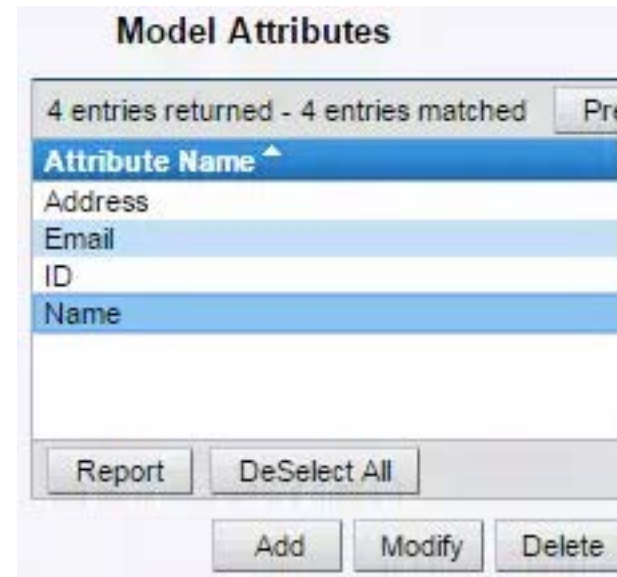 Model Attributes
4 entries returned - 4 entries matched Pre
Attribute Name
Address
Email
ID
Name
Report DeSelect All
Add Modify Delete